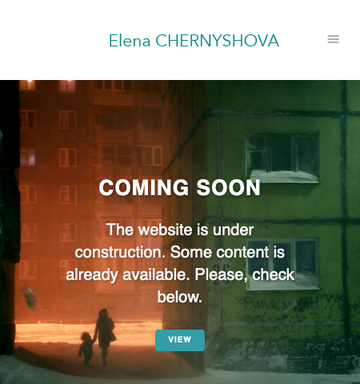 Elena CHERNYSHOVA
COMING SOON
The website is under
construction. Some content is
already available. Please, check
below.
VIEW